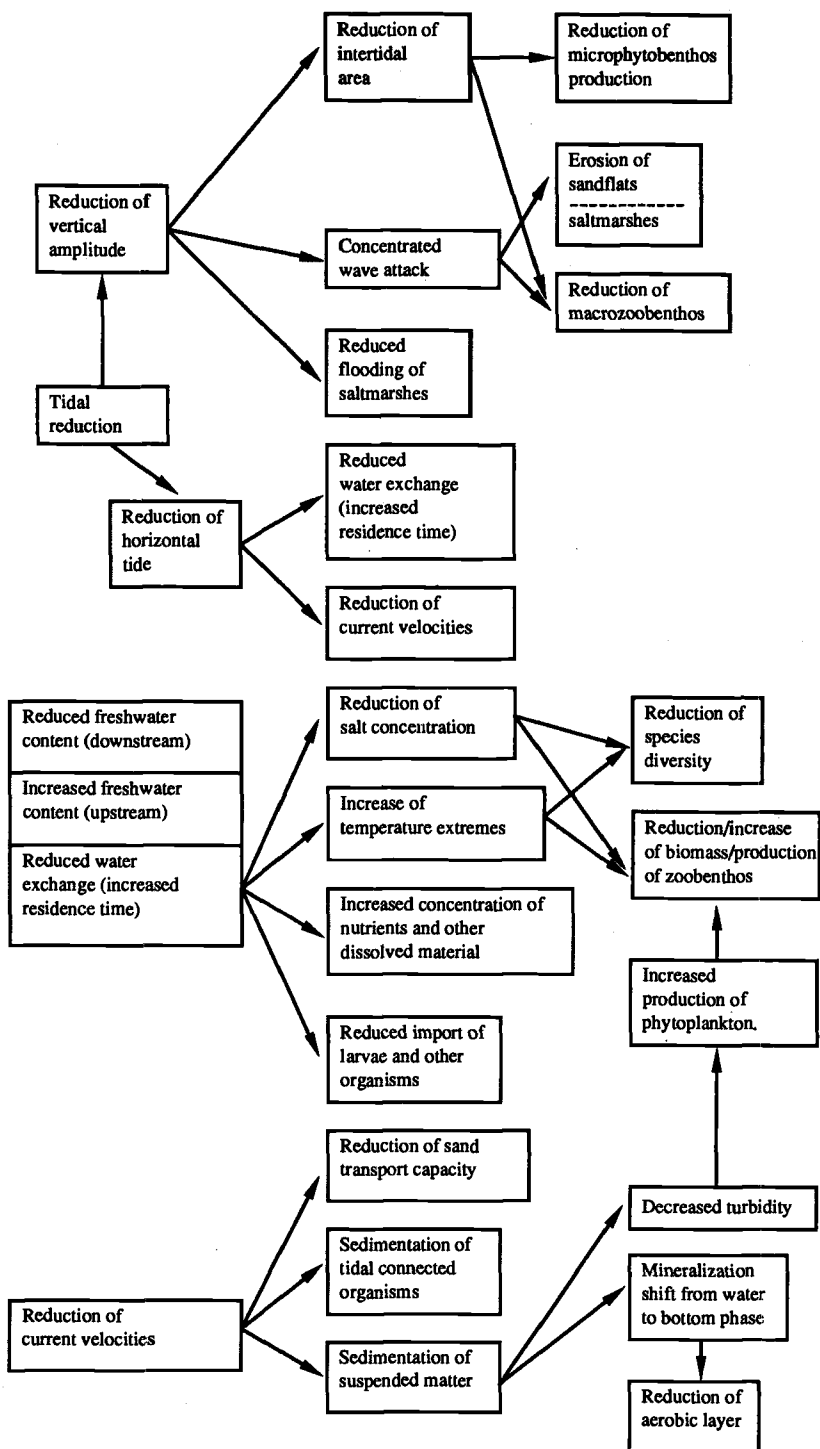 Reduction of
intertidal
area
Reduction of
microphytobenthos
production
Erosion of
sandflats
saltmarshes
Reduction of
vertical
amplitude
Concentrated
wave attack
Reduction of
macrozoobenthos
Reduced
flooding of
saltmarshes
Tidal
reduction
Reduced
water exchange
(increased
residence time)
Reduction of
horizontal
tide
Reduction of
current velocities
Reduced freshwater
content (downstream)
Increased freshwater
content (upstream)
Reduced water
exchange (increased
residence time)
Reduction of
salt concentration
Reduction of
species
diversity
Increase of
temperature extremes
Reduction/increase
of biomass/production
of zoobenthos
Increased concentration of
nutrients and other
dissolved material
Increased
production of
phytoplankton.
Reduced import of
larvae and other
organisms
Reduction of sand
transport capacity
Decreased turbidity
Sedimentation of
tidal connected
organisms
Mineralization
shift from water
to bottom phase
Reduction of
current velocities
Sedimentation of
suspended matter
Reduction of
aerobic layer